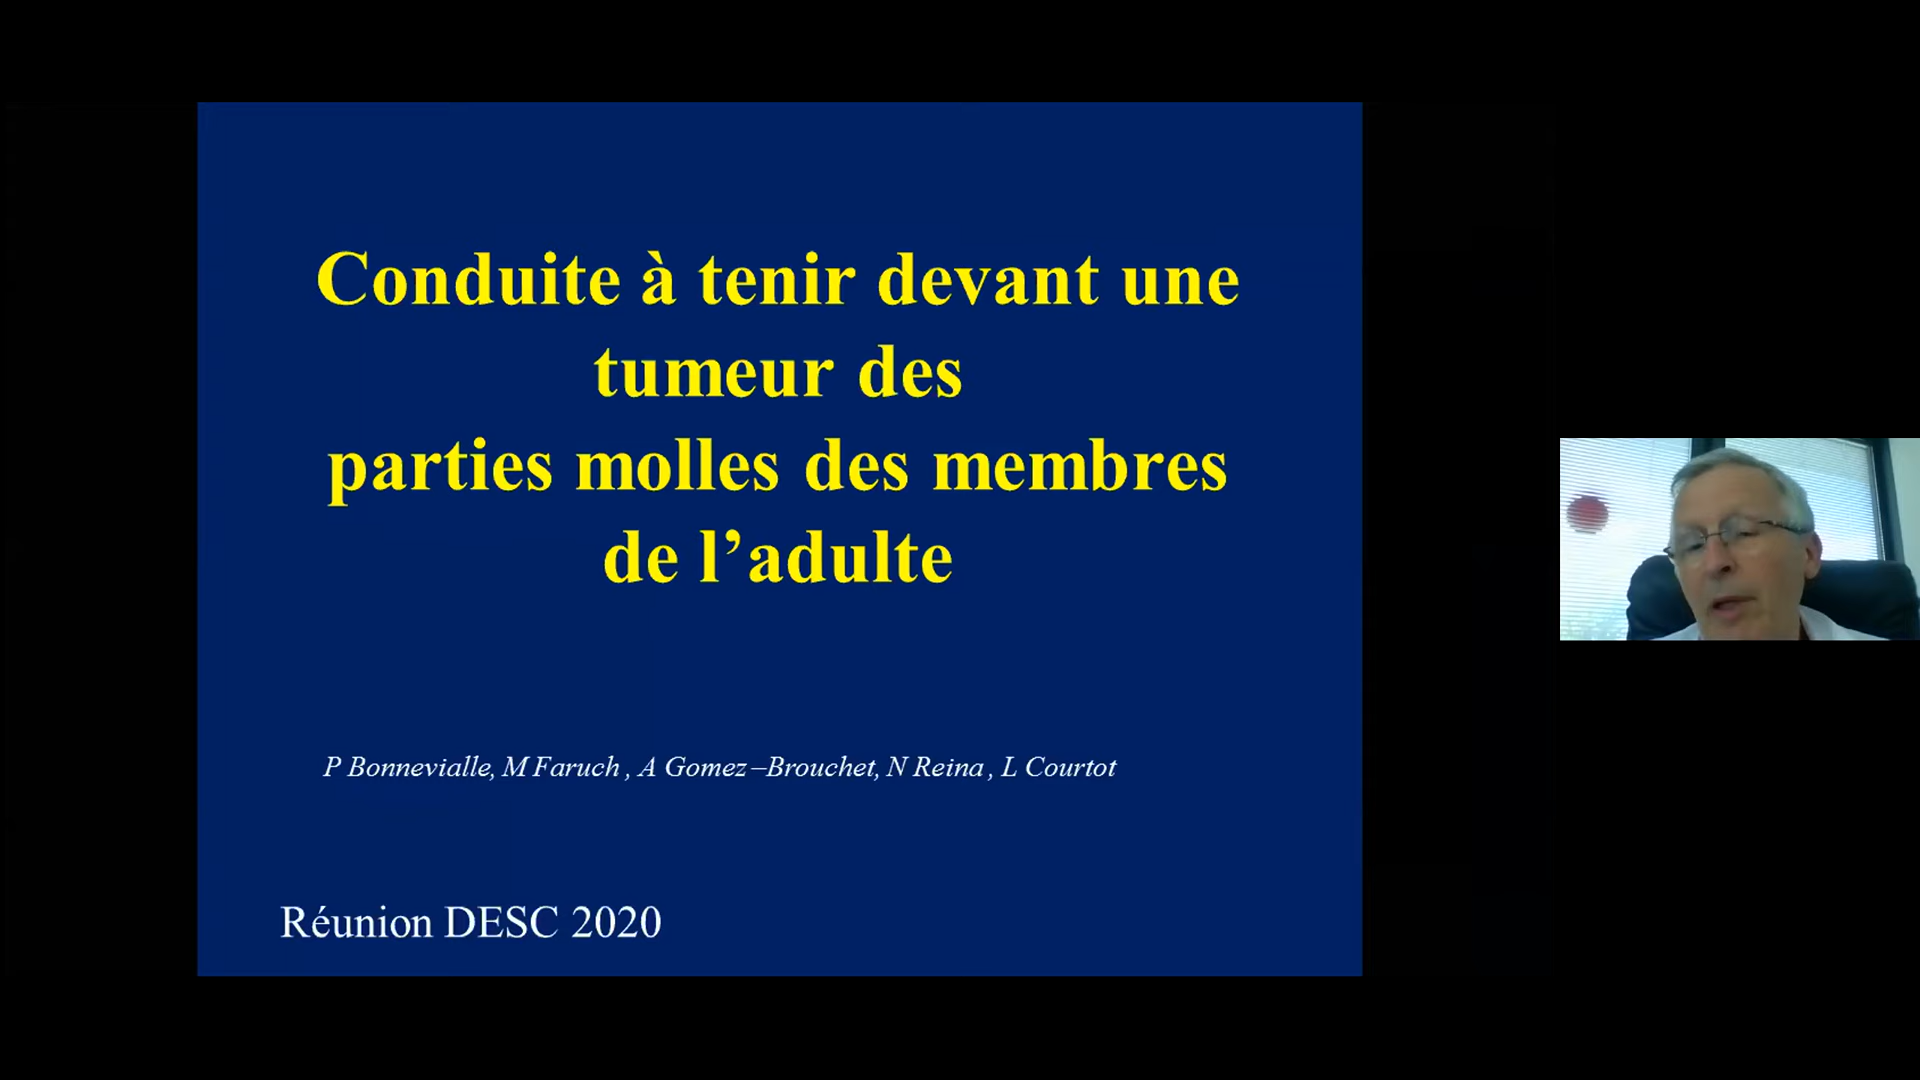 Conduite à tenir devant une
tumeur des
parties molles des membres
de l’adulte
P Bonnevialle, M Faruch , A Gomez –Brouchet, N Reina , L Courtot
Réunion DESC 2020